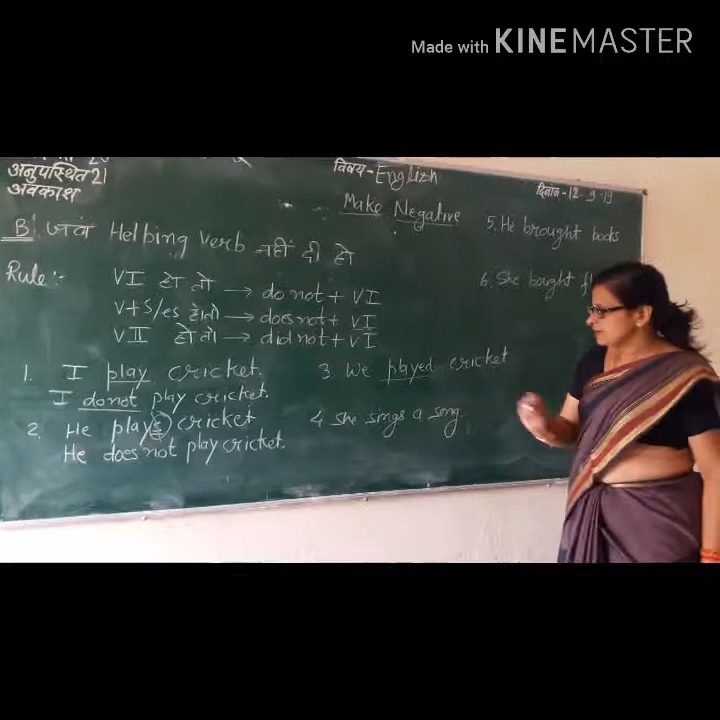 Made with KINEMASTER
अनुपस्थित 21
अवकाश
विषय - English
दिनांक - 12-9-19
Make Negative
B. जब Helbing verb नहीं दी हो
Rule:- VI हो तो → do not + VI
V+S/es हो तो → does not + VI
VII हो तो → did not + VI
1. I play cricket.
I do not play cricket.
2. He plays cricket
He does not play cricket.
3 We played cricket
4 She sings a song.
5. He brought books
6. She bought